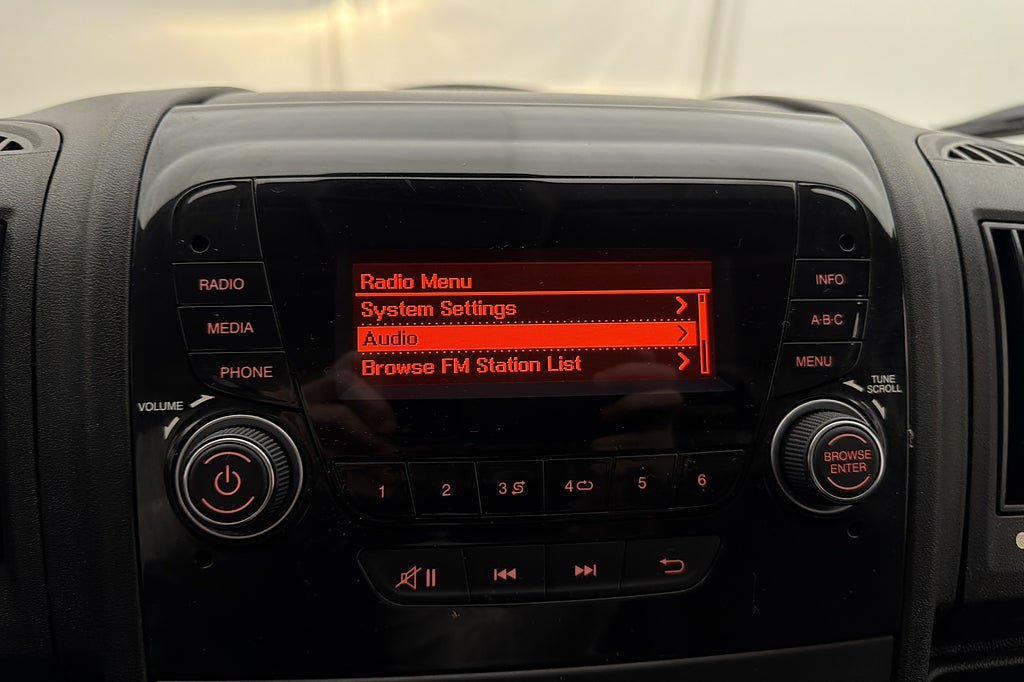 Radio Menu
System Settings
Audio
Browse FM Station List
RADIO
MEDIA
PHONE
VOLUME
INFO
A·B·C
MENU
TUNE
SCROLL
BROWSE
ENTER
1
2
3
4
5
6